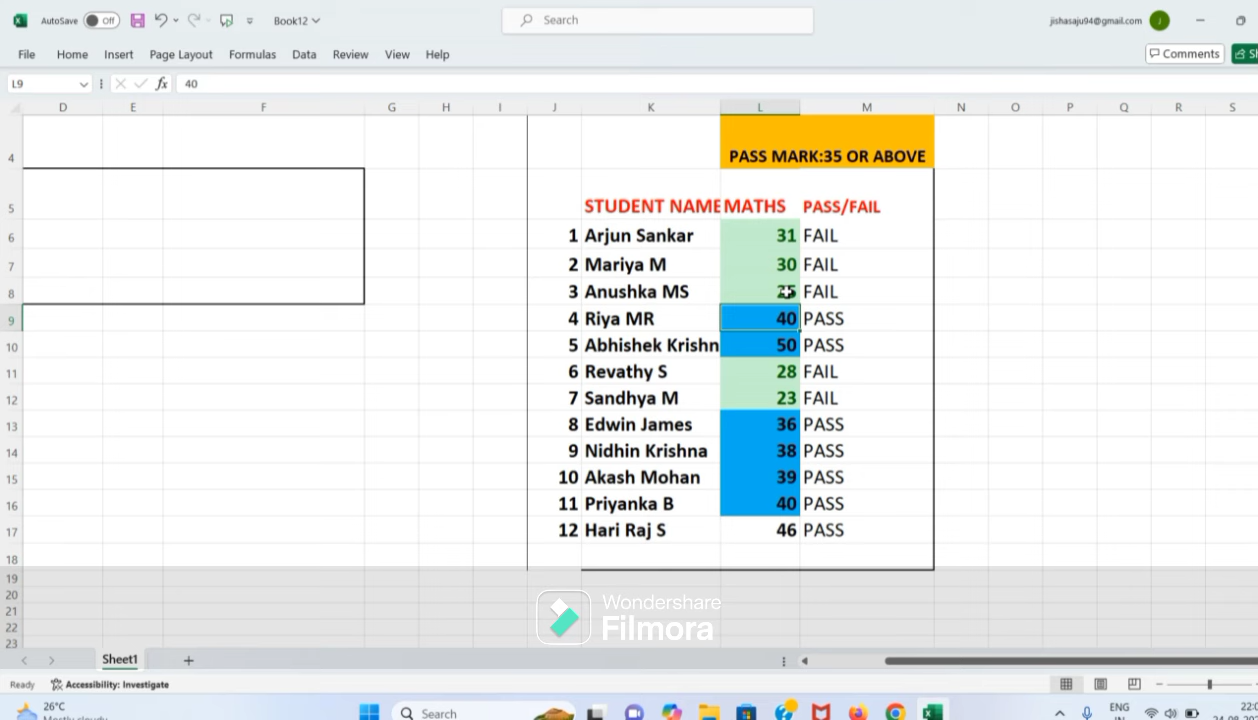 AutoSave Off Book12 Search jishasaju94@gmail.com J
File Home Insert Page Layout Formulas Data Review View Help Comments
L9 fx 40
D E F G H I J K L M N O P Q R S
4 PASS MARK:35 OR ABOVE
5 STUDENT NAME MATHS PASS/FAIL
6 1 Arjun Sankar 31 FAIL
7 2 Mariya M 30 FAIL
8 3 Anushka MS 25 FAIL
9 4 Riya MR 40 PASS
10 5 Abhishek Krishn 50 PASS
11 6 Revathy S 28 FAIL
12 7 Sandhya M 23 FAIL
13 8 Edwin James 36 PASS
14 9 Nidhin Krishna 38 PASS
15 10 Akash Mohan 39 PASS
16 11 Priyanka B 40 PASS
17 12 Hari Raj S 46 PASS
18
19
20
21
22
23
Wondershare
Filmora
Sheet1
Ready Accessibility: Investigate
26°C Search ENG
Mostly cloudy